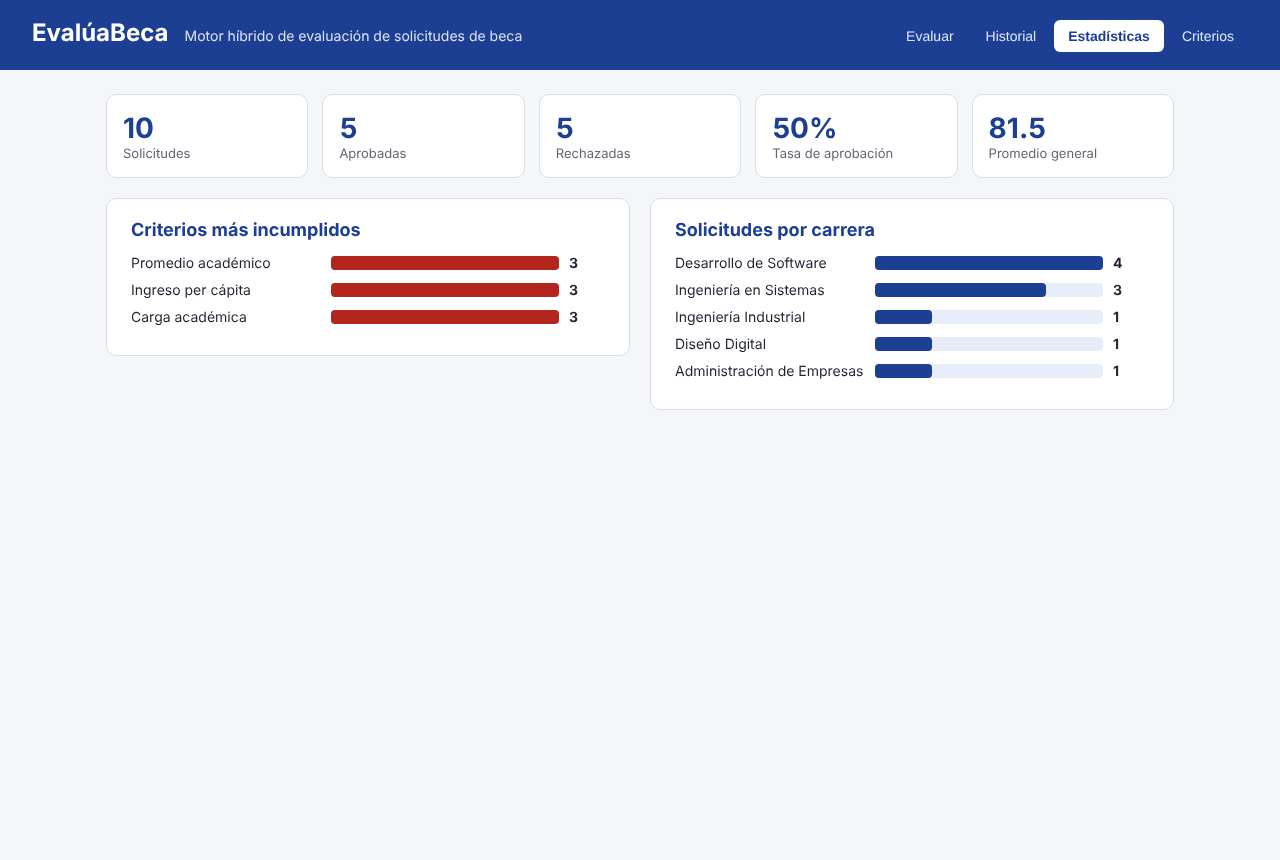 EvalúaBeca Motor híbrido de evaluación de solicitudes de beca Evaluar Historial Estadísticas Criterios
10
Solicitudes
5
Aprobadas
5
Rechazadas
50%
Tasa de aprobación
81.5
Promedio general
Criterios más incumplidos
Promedio académico 3
Ingreso per cápita 3
Carga académica 3
Solicitudes por carrera
Desarrollo de Software 4
Ingeniería en Sistemas 3
Ingeniería Industrial 1
Diseño Digital 1
Administración de Empresas 1